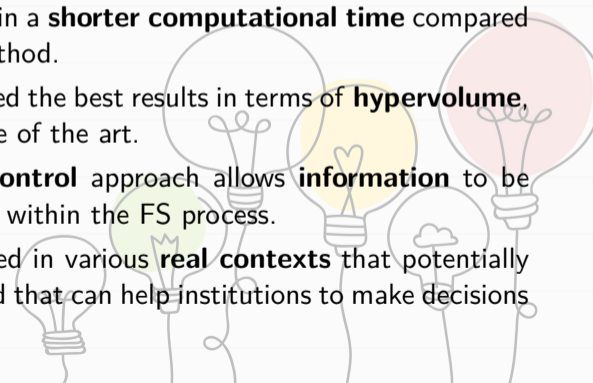 in a shorter computational time compared
thod.
ed the best results in terms of hypervolume,
e of the art.
ontrol approach allows information to be
within the FS process.
ed in various real contexts that potentially
d that can help institutions to make decisions